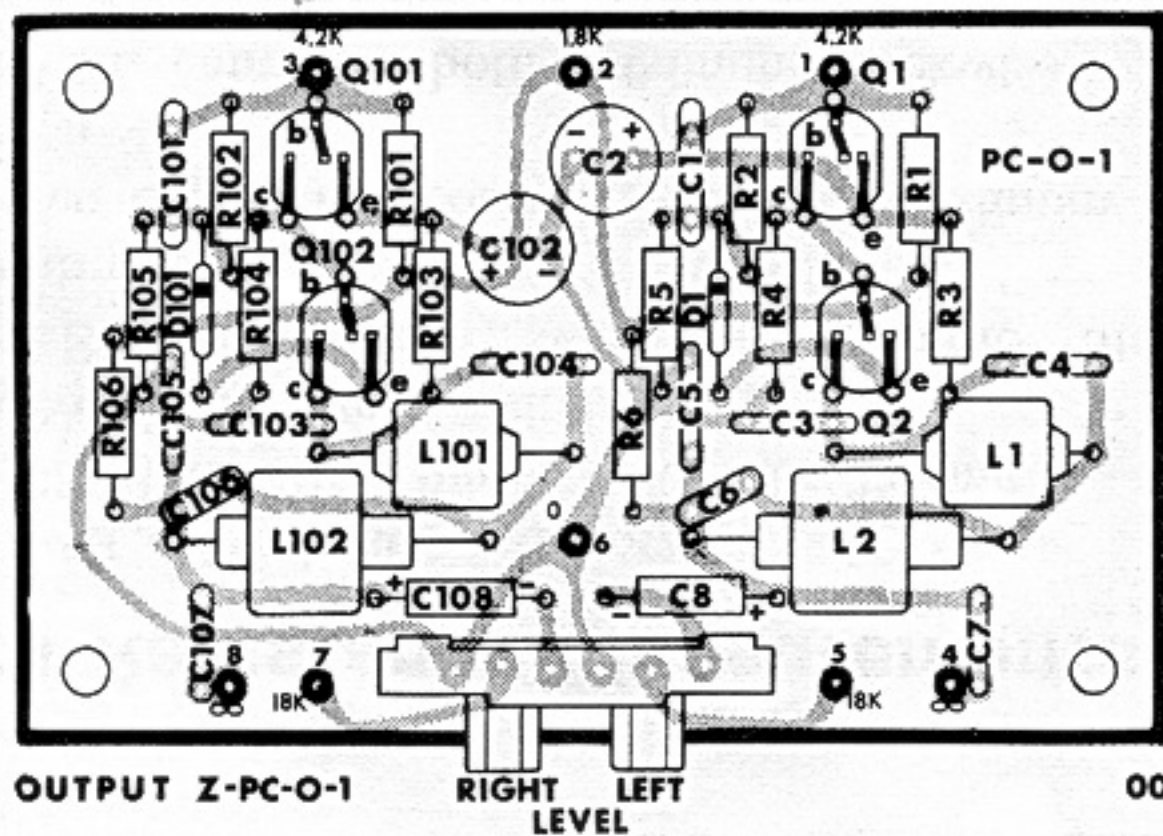 4.2K 1.8K 4.2K
3 Q101 2 1 Q1
b - + b
C101 R102 R101 C2 C1 R2 R1 PC-O-1
c e C102 c e
Q102 + -
R105 D101 R104 b R103 R5 D1 R4 b R3
R106 C105 c e C104 R6 C5 c e C4
C103 C3 Q2
L101 L1
C106 L102 0 C6 L2
6
+ C108 + - - C8 +
C107 8 7 5 4 C7
18K 18K
∞ ∞
OUTPUT Z-PC-O-1 RIGHT LEFT 00
LEVEL